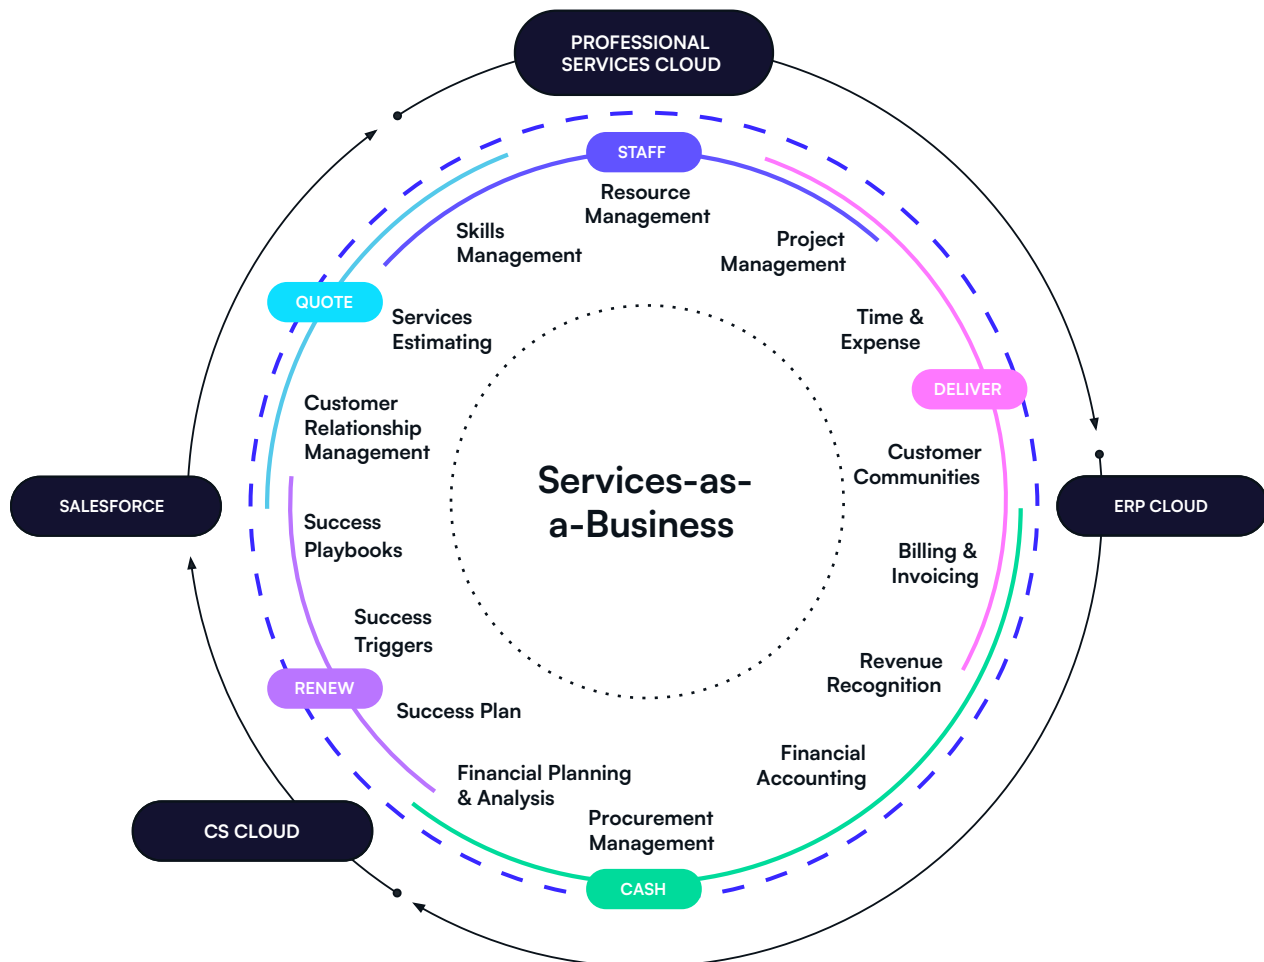 PROFESSIONAL
SERVICES CLOUD
STAFF
Resource
Management
Skills
Management
Project
Management
QUOTE
Services
Estimating
Time &
Expense
DELIVER
Customer
Relationship
Management
Customer
Communities
Services-as-
a-Business
SALESFORCE
ERP CLOUD
Success
Playbooks
Billing &
Invoicing
Success
Triggers
Revenue
Recognition
RENEW
Success Plan
Financial
Accounting
Financial Planning
& Analysis
Procurement
Management
CS CLOUD
CASH